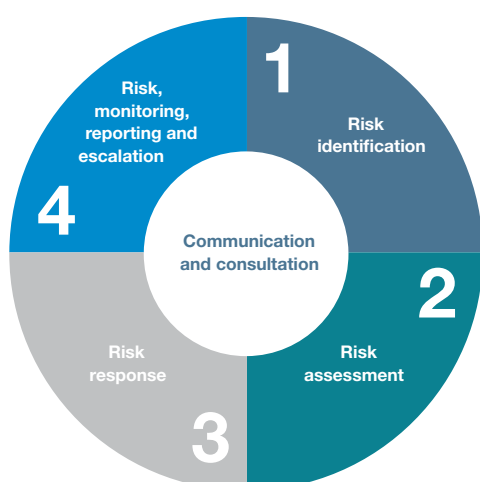 1
Risk
identification
2
Risk
assessment
3
Risk
response
4
Risk,
monitoring,
reporting and
escalation
Communication
and consultation